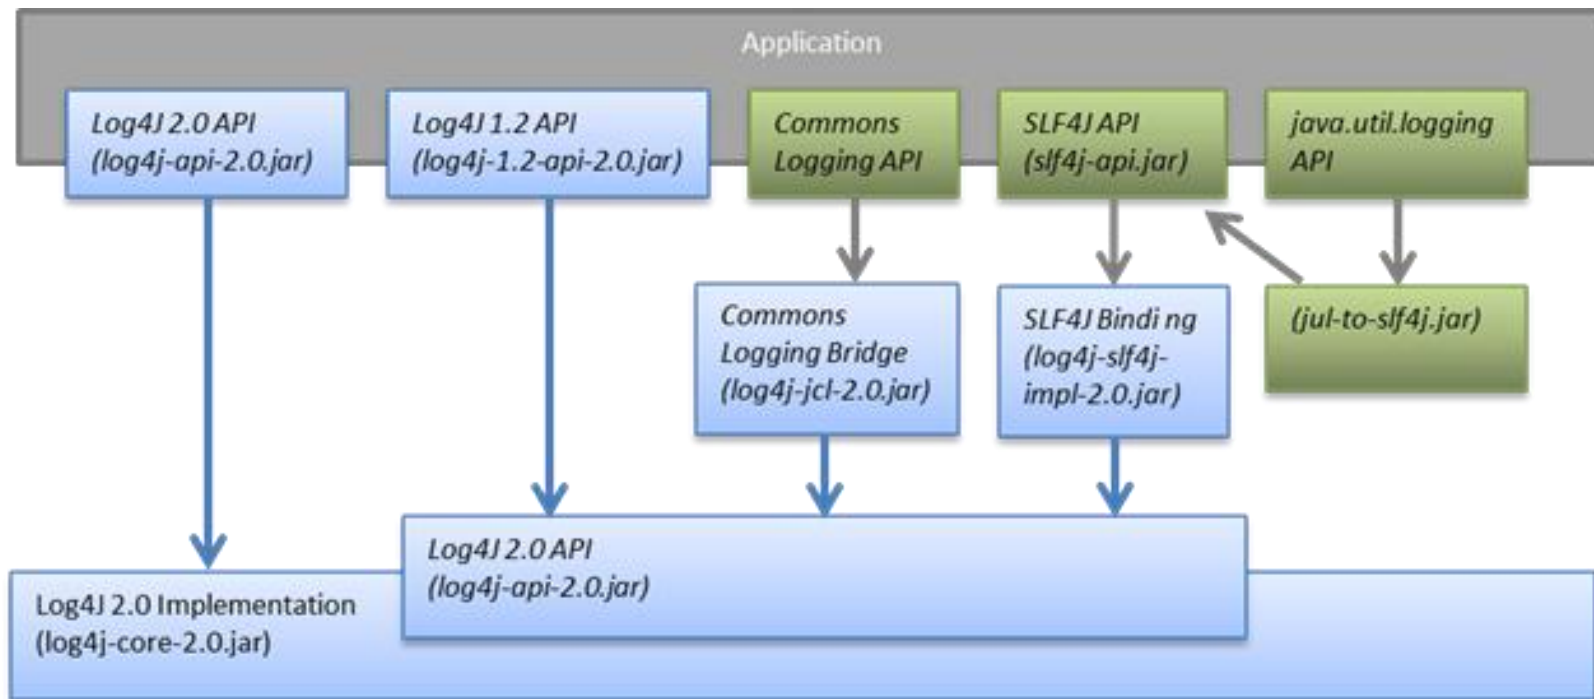 Application
Log4J 2.0 API
(log4j-api-2.0.jar)
Log4J 1.2 API
(log4j-1.2-api-2.0.jar)
Commons
Logging API
SLF4J API
(slf4j-api.jar)
java.util.logging
API
Commons
Logging Bridge
(log4j-jcl-2.0.jar)
SLF4J Bindi ng
(log4j-slf4j-
impl-2.0.jar)
(jul-to-slf4j.jar)
Log4J 2.0 API
(log4j-api-2.0.jar)
Log4J 2.0 Implementation
(log4j-core-2.0.jar)